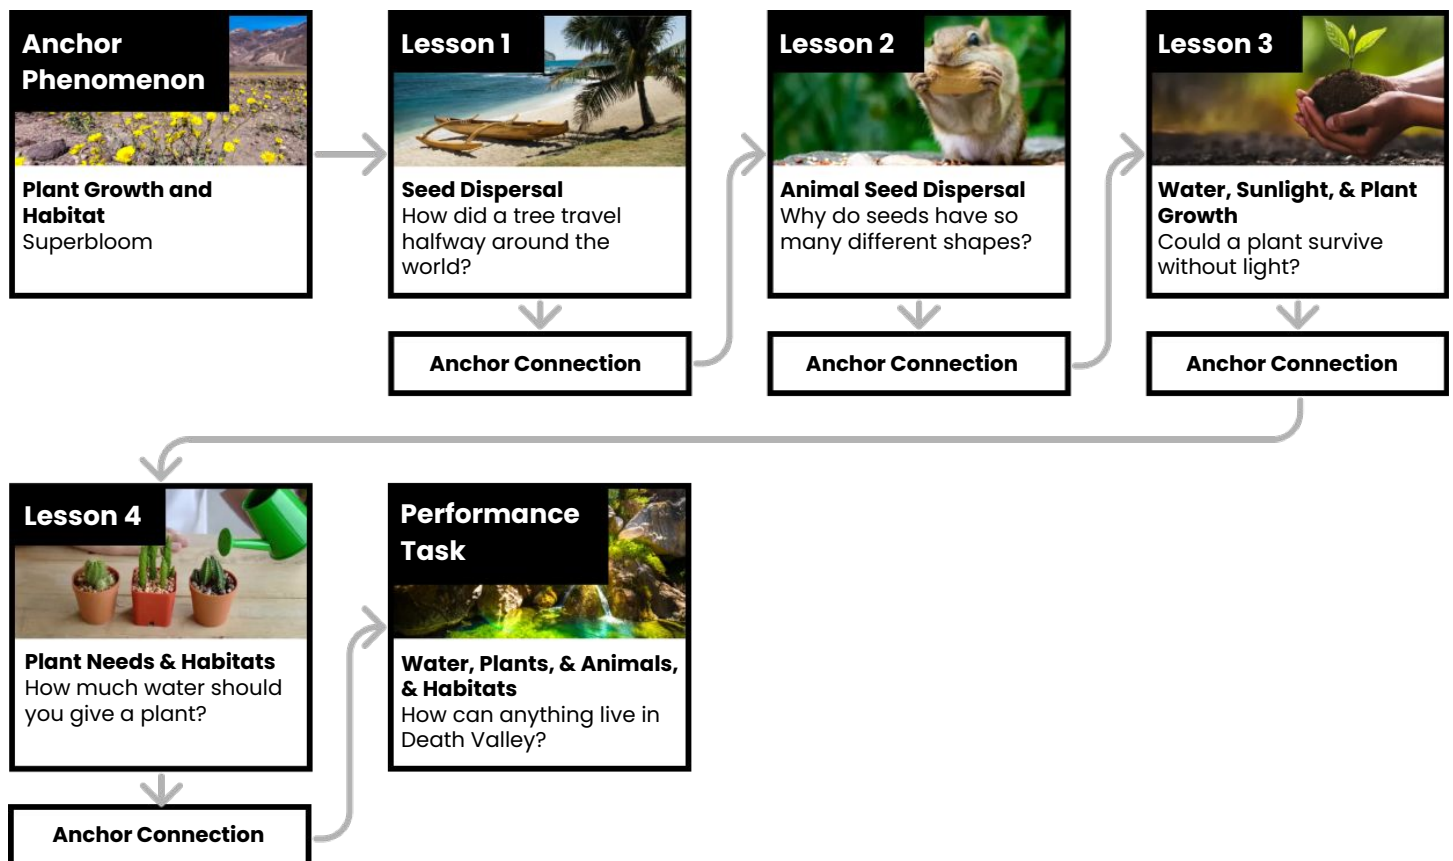 Anchor
Phenomenon
Plant Growth and
Habitat
Superbloom
Lesson 1
Seed Dispersal
How did a tree travel
halfway around the
world?
Anchor Connection
Lesson 2
Animal Seed Dispersal
Why do seeds have so
many different shapes?
Anchor Connection
Lesson 3
Water, Sunlight, & Plant
Growth
Could a plant survive
without light?
Anchor Connection
Lesson 4
Plant Needs & Habitats
How much water should
you give a plant?
Anchor Connection
Performance
Task
Water, Plants, & Animals,
& Habitats
How can anything live in
Death Valley?